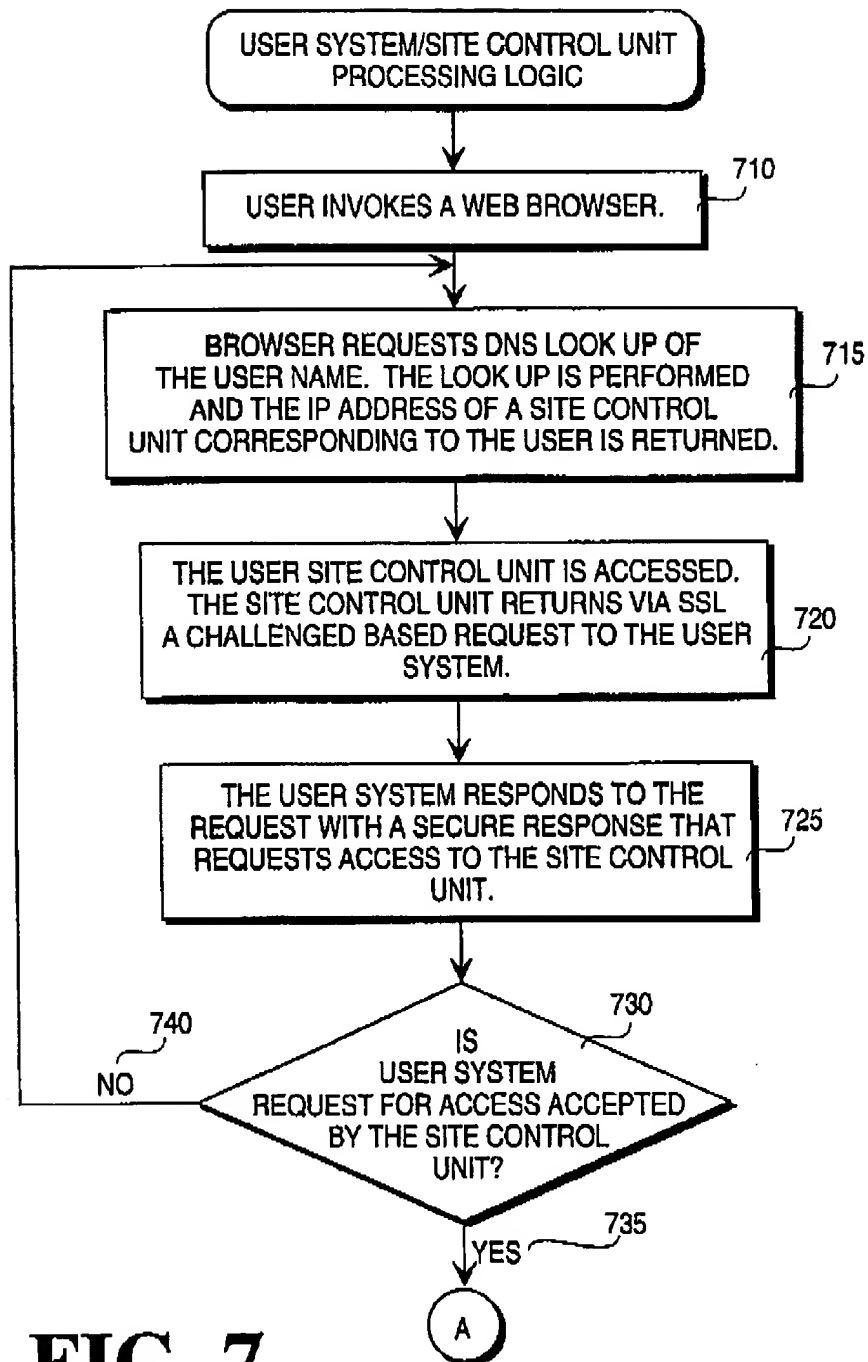 USER SYSTEM/SITE CONTROL UNIT
PROCESSING LOGIC
710
USER INVOKES A WEB BROWSER.
BROWSER REQUESTS DNS LOOK UP OF
THE USER NAME. THE LOOK UP IS PERFORMED
AND THE IP ADDRESS OF A SITE CONTROL
UNIT CORRESPONDING TO THE USER IS RETURNED.
715
THE USER SITE CONTROL UNIT IS ACCESSED.
THE SITE CONTROL UNIT RETURNS VIA SSL
A CHALLENGED BASED REQUEST TO THE USER
SYSTEM.
720
THE USER SYSTEM RESPONDS TO THE
REQUEST WITH A SECURE RESPONSE THAT
REQUESTS ACCESS TO THE SITE CONTROL
UNIT.
725
730
IS
USER SYSTEM
REQUEST FOR ACCESS ACCEPTED
BY THE SITE CONTROL
UNIT?
740
NO
735
YES
A
FIG. 7